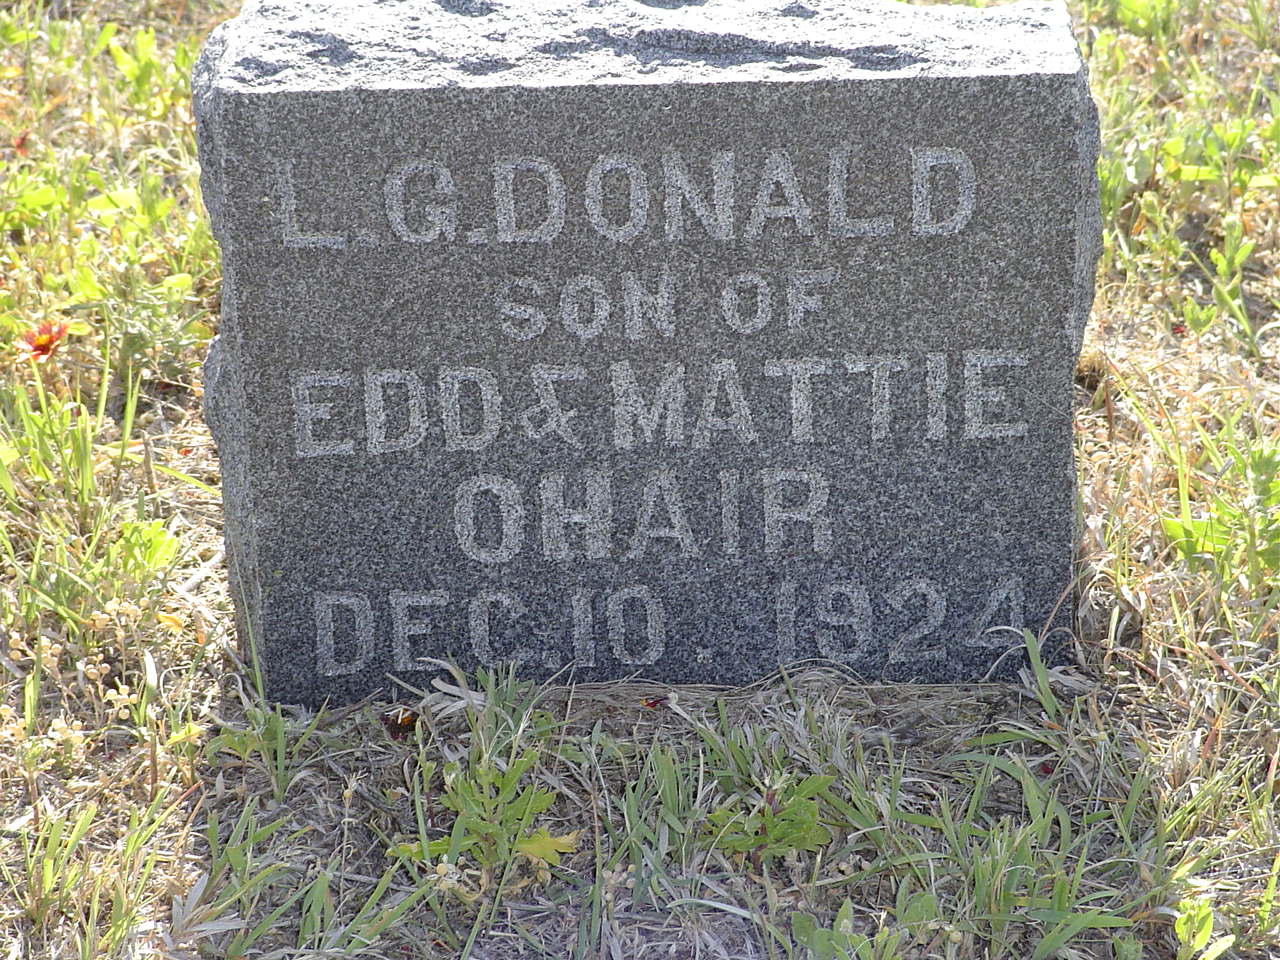 L. G. DONALD
SON OF
EDD & MATTIE
OHAIR
DEC. 10. 1924